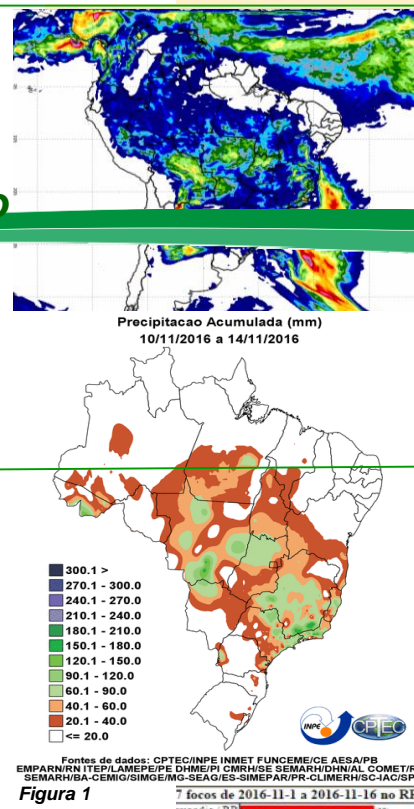 Precipitacao Acumulada (mm)
10/11/2016 a 14/11/2016
300.1 >
270.1 - 300.0
240.1 - 270.0
210.1 - 240.0
180.1 - 210.0
150.1 - 180.0
120.1 - 150.0
90.1 - 120.0
60.1 - 90.0
40.1 - 60.0
20.1 - 40.0
<= 20.0
INPE CPTEC
Fontes de dados: CPTEC/INPE INMET FUNCEME/CE AESA/PB
EMPARN/RN ITEP/LAMEPE/PE DHME/PI CMRH/SE SEMARH/DHN/AL COMET/R
SEMARH/BA-CEMIG/SIMGE/MG-SEAG/ES-SIMEPAR/PR-CLIMERH/SC-IAC/SP
Figura 1
7 focos de 2016-11-1 a 2016-11-16 no RE